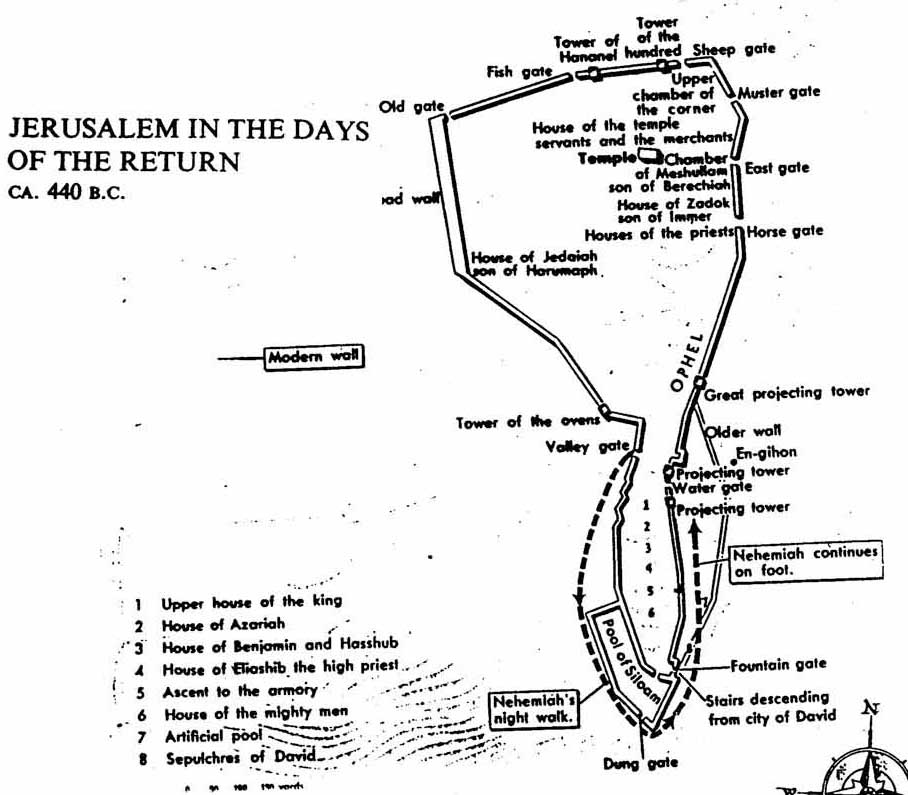 JERUSALEM IN THE DAYS
OF THE RETURN
CA. 440 B.C.
Tower
of the
hundred
Tower of
Hananel
Sheep gate
Fish gate
Old gate
Upper
chamber of
the corner
Muster gate
House of the temple
servants and the merchants
Temple
Chamber
of Meshullam
son of Berechiah
East gate
House of Zadok
son of Immer
Houses of the priests
Horse gate
wall
House of Jedaiah
son of Harumaph
Modern wall
OPHEL
Great projecting tower
Tower of the ovens
Older wall
Valley gate
En-gihon
Projecting tower
Water gate
Projecting tower
1
2
3
4
5
6
Nehemiah continues
on foot.
Pool of Siloam
Fountain gate
Stairs descending
from city of David
Nehemiah's
night walk.
Dung gate
1 Upper house of the king
2 House of Azariah
3 House of Benjamin and Hasshub
4 House of Eliashib the high priest
5 Ascent to the armory
6 House of the mighty men
7 Artificial pool
8 Sepulchres of David
N
W